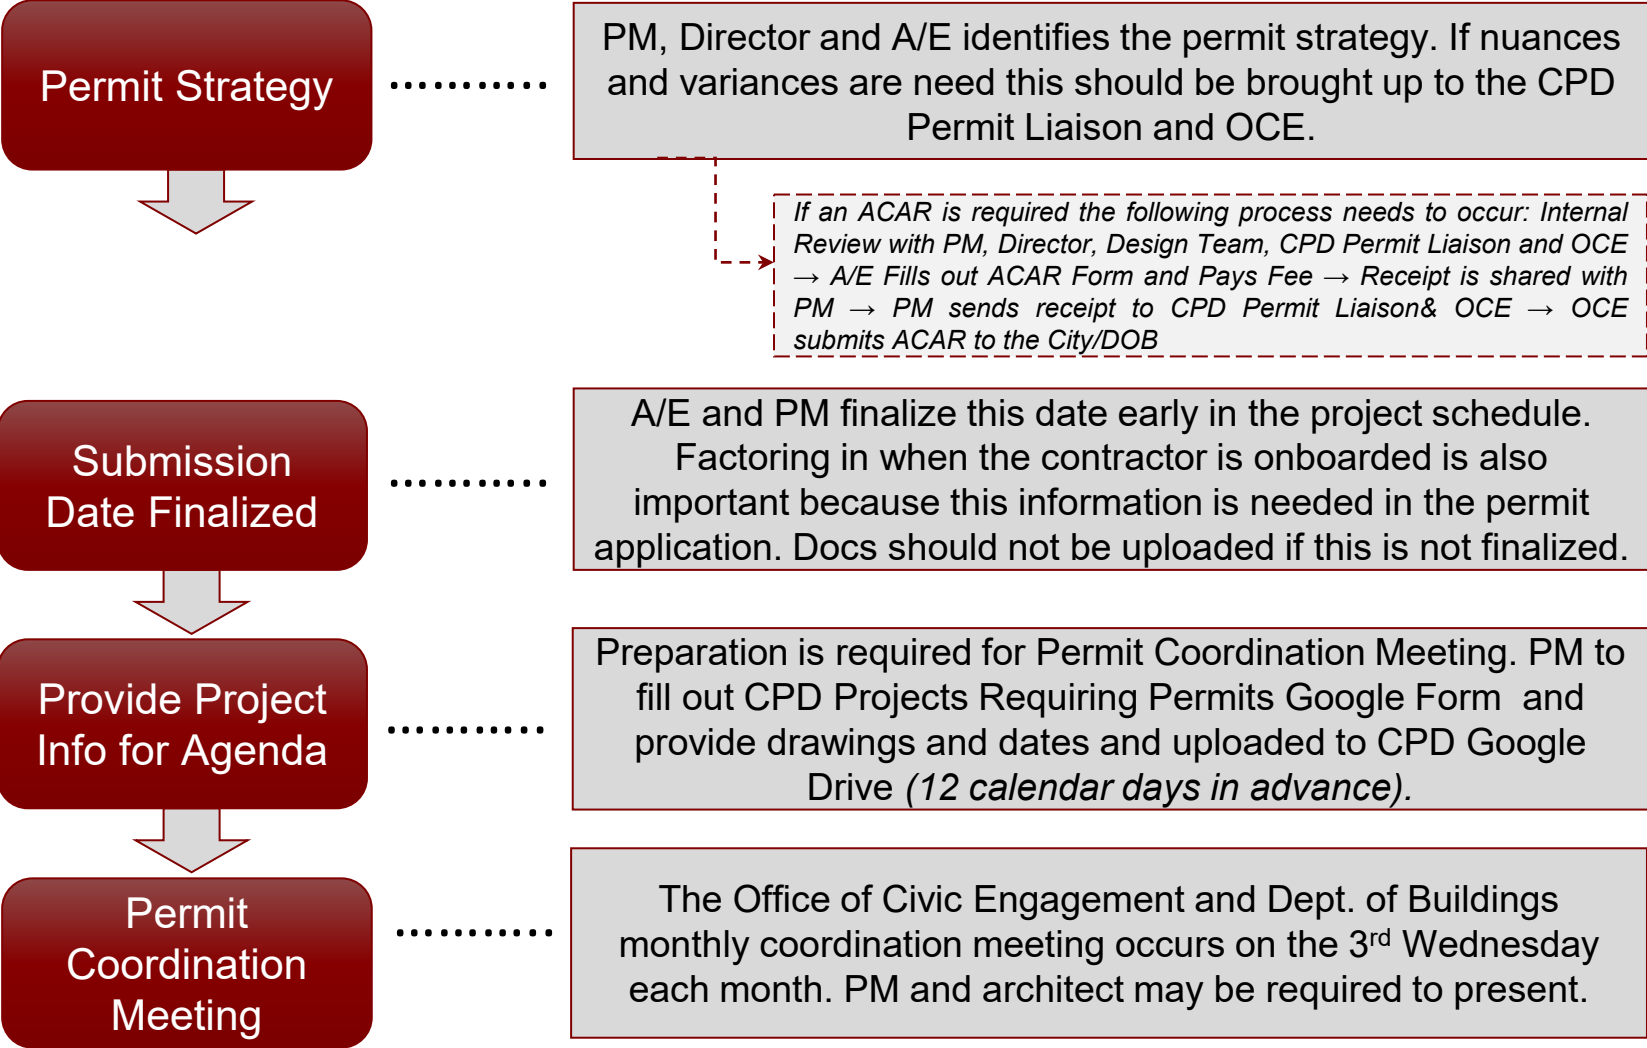 Permit Strategy
PM, Director and A/E identifies the permit strategy. If nuances
and variances are need this should be brought up to the CPD
Permit Liaison and OCE.
If an ACAR is required the following process needs to occur: Internal
Review with PM, Director, Design Team, CPD Permit Liaison and OCE
→ A/E Fills out ACAR Form and Pays Fee → Receipt is shared with
PM → PM sends receipt to CPD Permit Liaison& OCE → OCE
submits ACAR to the City/DOB
Submission
Date Finalized
A/E and PM finalize this date early in the project schedule.
Factoring in when the contractor is onboarded is also
important because this information is needed in the permit
application. Docs should not be uploaded if this is not finalized.
Provide Project
Info for Agenda
Preparation is required for Permit Coordination Meeting. PM to
fill out CPD Projects Requiring Permits Google Form and
provide drawings and dates and uploaded to CPD Google
Drive (12 calendar days in advance).
Permit
Coordination
Meeting
The Office of Civic Engagement and Dept. of Buildings
monthly coordination meeting occurs on the 3rd Wednesday
each month. PM and architect may be required to present.